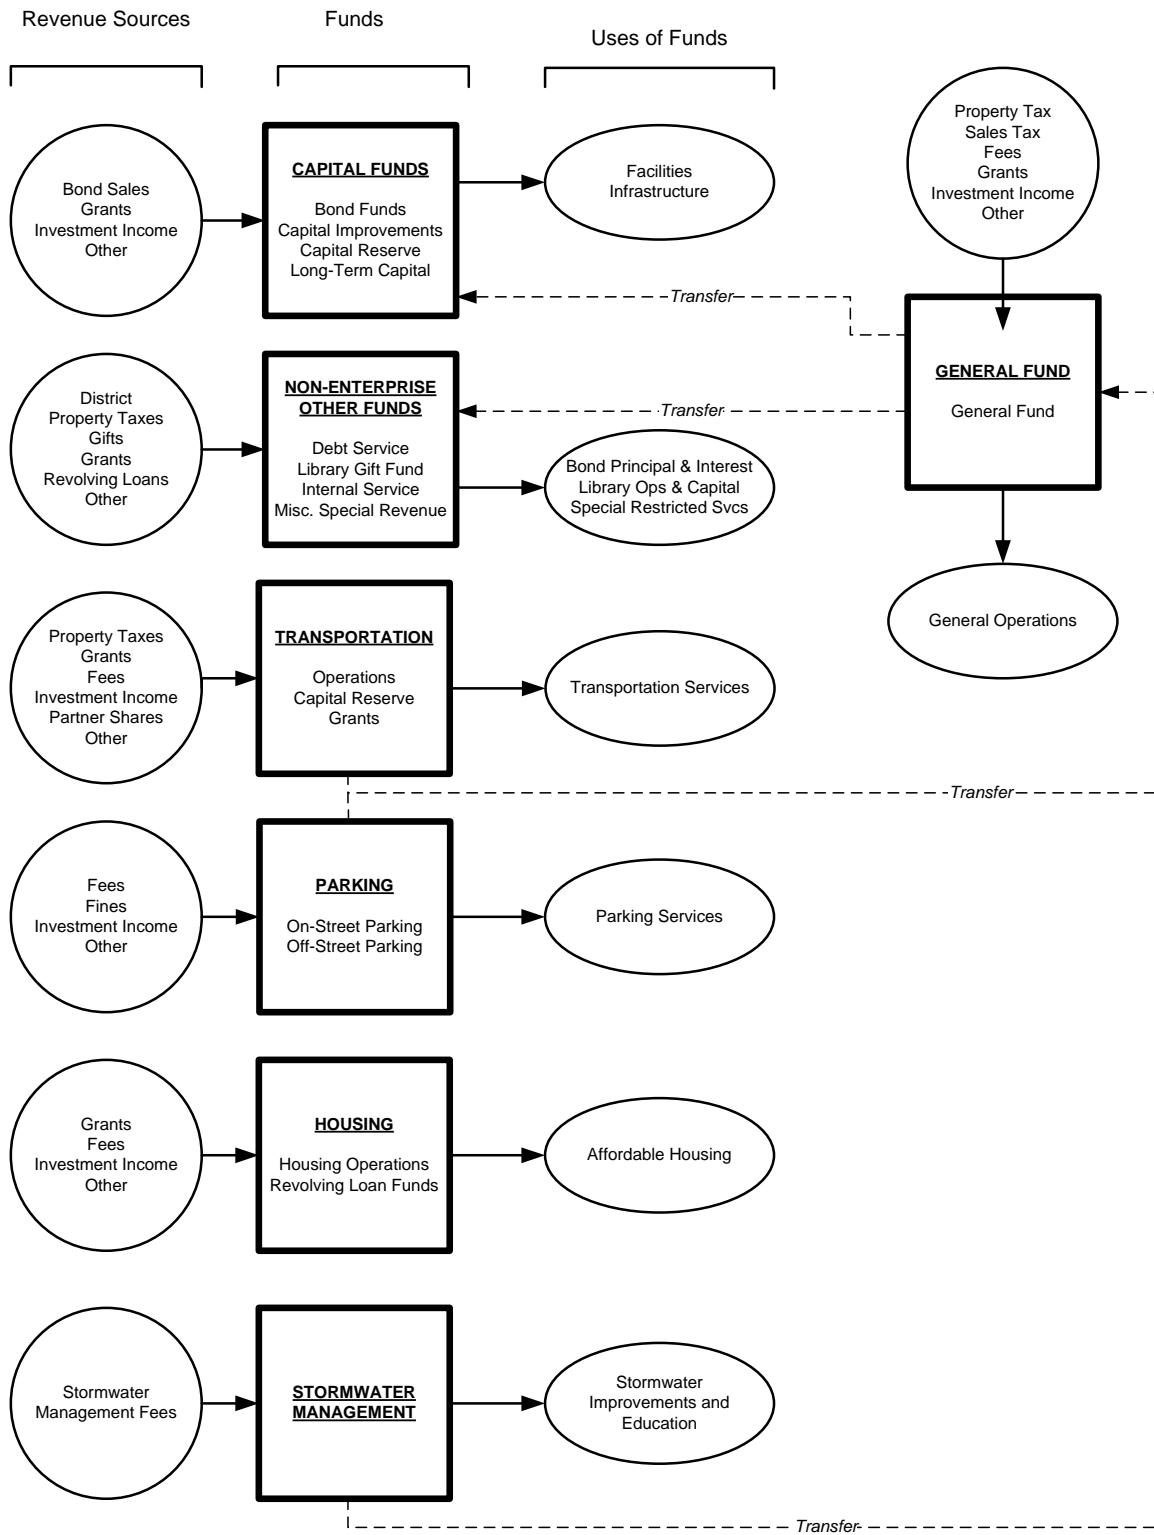 Revenue Sources
Funds
Uses of Funds
Bond Sales
Grants
Investment Income
Other
CAPITAL FUNDS
Bond Funds
Capital Improvements
Capital Reserve
Long-Term Capital
Facilities
Infrastructure
Property Tax
Sales Tax
Fees
Grants
Investment Income
Other
Transfer
GENERAL FUND
General Fund
General Operations
District
Property Taxes
Gifts
Grants
Revolving Loans
Other
NON-ENTERPRISE
OTHER FUNDS
Debt Service
Library Gift Fund
Internal Service
Misc. Special Revenue
Transfer
Bond Principal & Interest
Library Ops & Capital
Special Restricted Svcs
Property Taxes
Grants
Fees
Investment Income
Partner Shares
Other
TRANSPORTATION
Operations
Capital Reserve
Grants
Transportation Services
Transfer
Fees
Fines
Investment Income
Other
PARKING
On-Street Parking
Off-Street Parking
Parking Services
Grants
Fees
Investment Income
Other
HOUSING
Housing Operations
Revolving Loan Funds
Affordable Housing
Stormwater
Management Fees
STORMWATER
MANAGEMENT
Stormwater
Improvements and
Education
Transfer